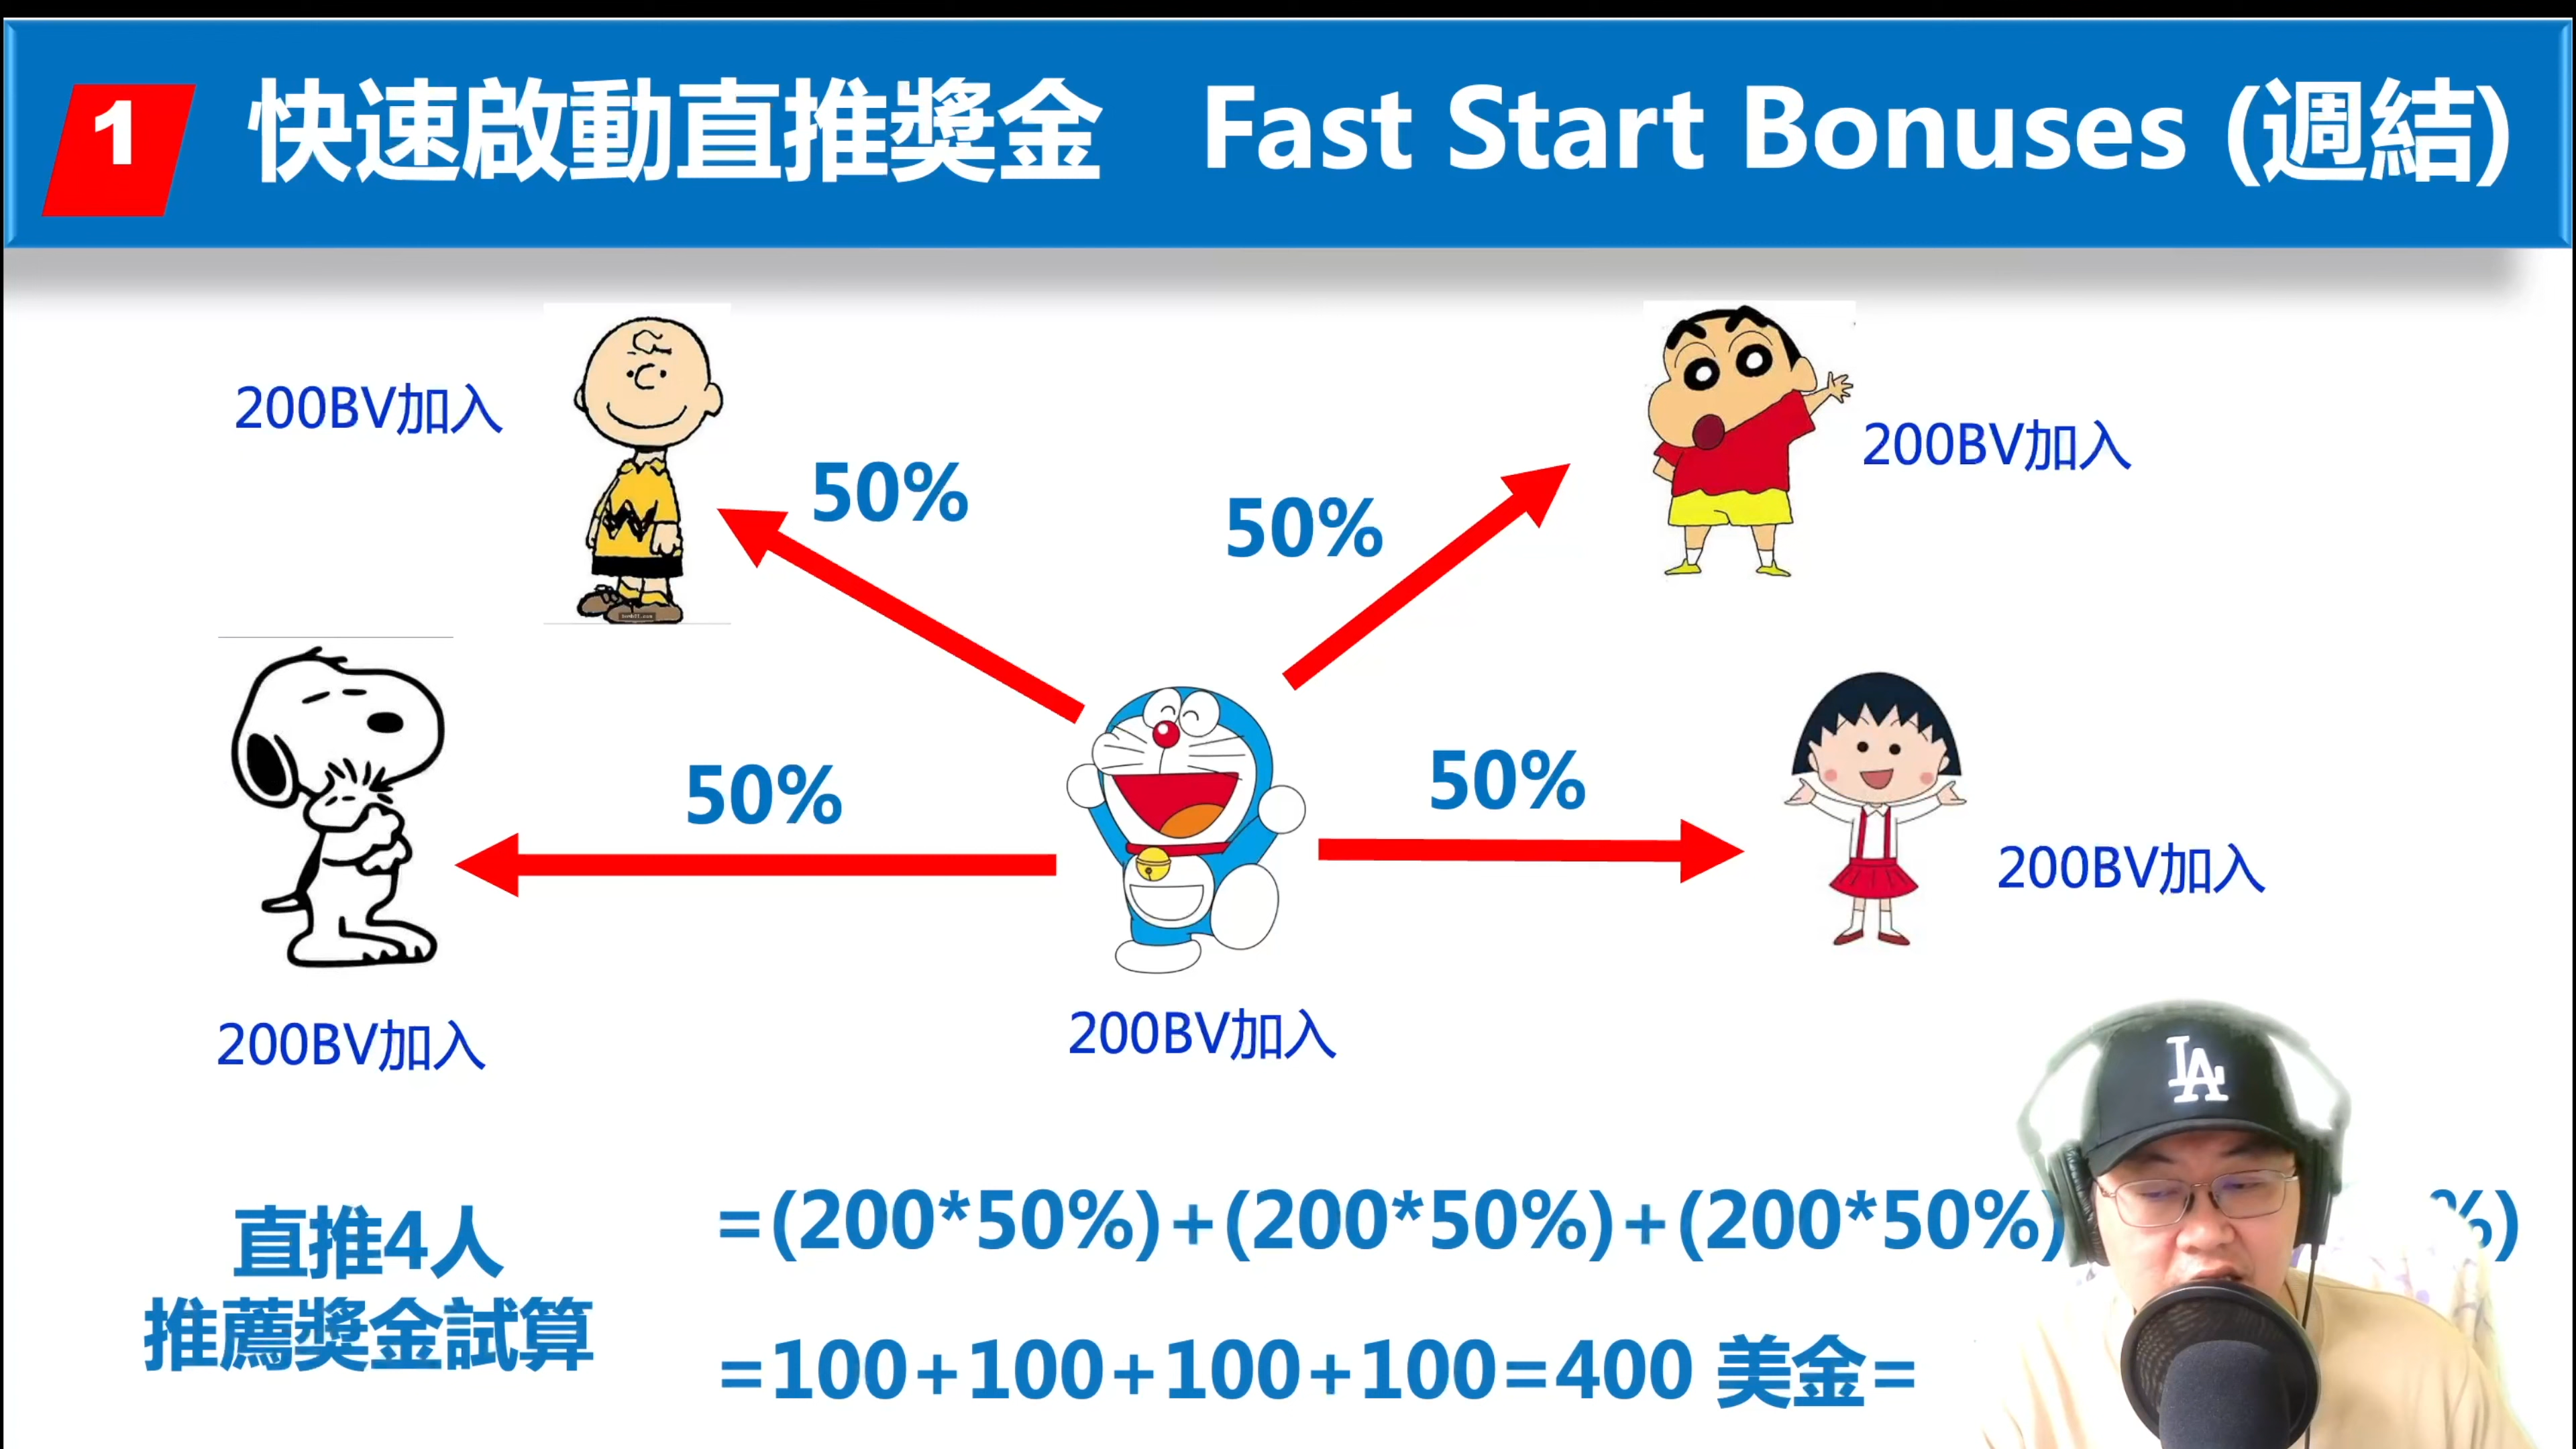 1 快速啟動直推獎金 Fast Start Bonuses (週結)
200BV加入
200BV加入
50%
50%
50%
50%
200BV加入
200BV加入
200BV加入
LA
直推4人
推薦獎金試算
=(200*50%)+(200*50%)+(200*50%) %)
=100+100+100+100=400 美金=